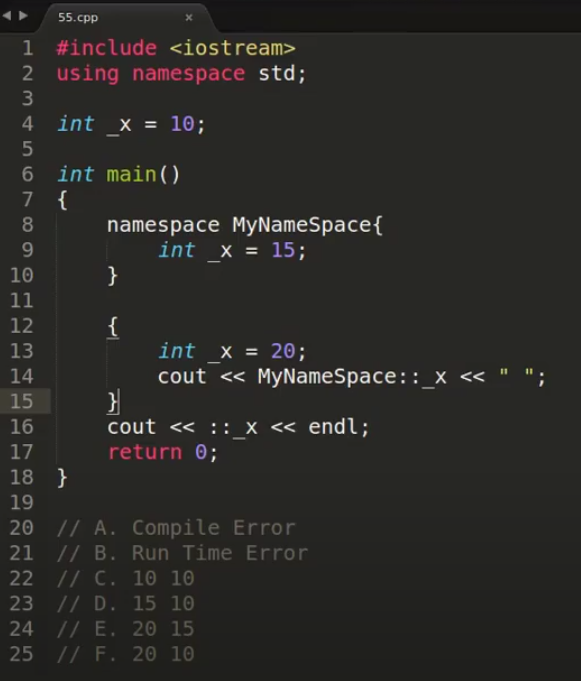 55.cpp
1 #include <iostream>
2 using namespace std;
3
4 int _x = 10;
5
6 int main()
7 {
8     namespace MyNameSpace{
9         int _x = 15;
10     }
11
12     {
13         int _x = 20;
14         cout << MyNameSpace::_x << " ";
15     }
16     cout << ::_x << endl;
17     return 0;
18 }
19
20 // A. Compile Error
21 // B. Run Time Error
22 // C. 10 10
23 // D. 15 10
24 // E. 20 15
25 // F. 20 10